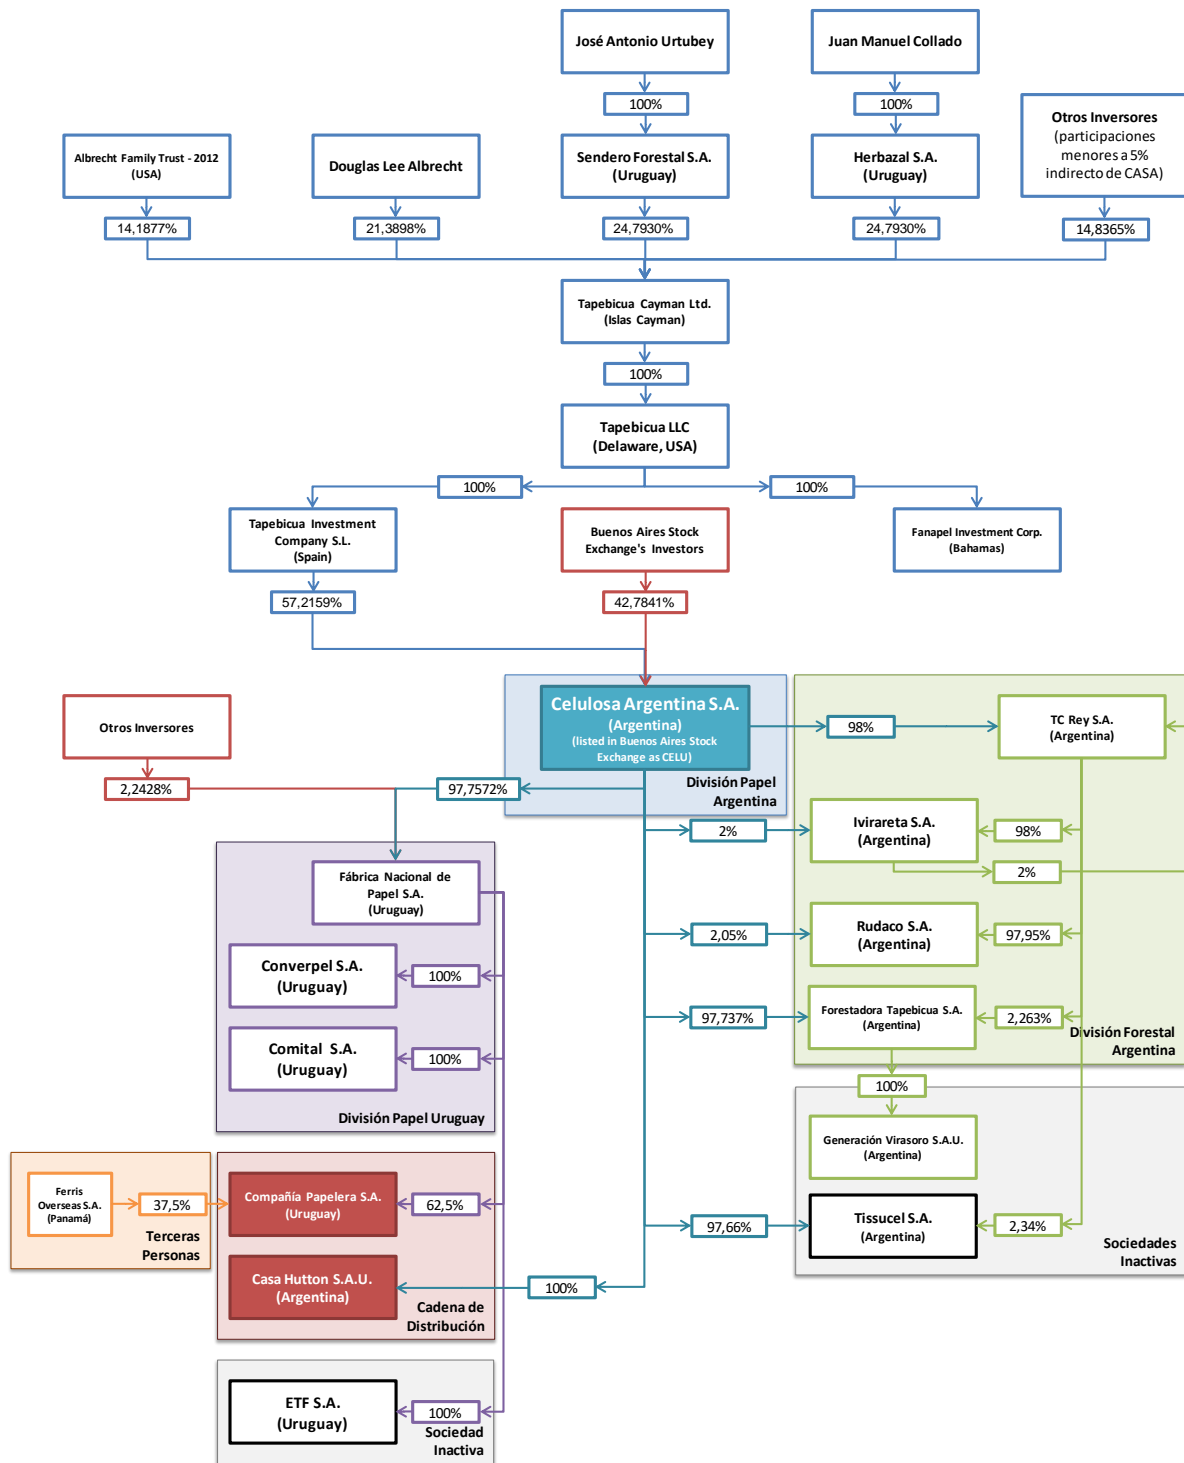 José Antonio Urtubey
Juan Manuel Collado
100%
100%
Otros Inversores
(participaciones
menores a 5%
indirecto de CASA)
Albrecht Family Trust - 2012
(USA)
Douglas Lee Albrecht
Sendero Forestal S.A.
(Uruguay)
Herbazal S.A.
(Uruguay)
14,1877%
21,3898%
24,7930%
24,7930%
14,8365%
Tapebicua Cayman Ltd.
(Islas Cayman)
100%
Tapebicua LLC
(Delaware, USA)
100%
100%
Tapebicua Investment
Company S.L.
(Spain)
Buenos Aires Stock
Exchange's Investors
Fanapel Investment Corp.
(Bahamas)
57,2159%
42,7841%
Celulosa Argentina S.A.
(Argentina)
(listed in Buenos Aires Stock
Exchange as CELU)
División Papel
Argentina
98%
TC Rey S.A.
(Argentina)
Otros Inversores
2,2428%
97,7572%
2%
Ivirareta S.A.
(Argentina)
98%
2%
Fábrica Nacional de
Papel S.A.
(Uruguay)
2,05%
Rudaco S.A.
(Argentina)
97,95%
Converpel S.A.
(Uruguay)
100%
97,737%
Forestadora Tapebicua S.A.
(Argentina)
2,263%
División Forestal
Argentina
Comital S.A.
(Uruguay)
100%
División Papel Uruguay
100%
Generación Virasoro S.A.U.
(Argentina)
Ferris
Overseas S.A.
(Panamá)
37,5%
Terceras
Personas
Compañía Papelera S.A.
(Uruguay)
62,5%
97,66%
Tissucel S.A.
(Argentina)
2,34%
Sociedades
Inactivas
Casa Hutton S.A.U.
(Argentina)
100%
Cadena de
Distribución
ETF S.A.
(Uruguay)
100%
Sociedad
Inactiva